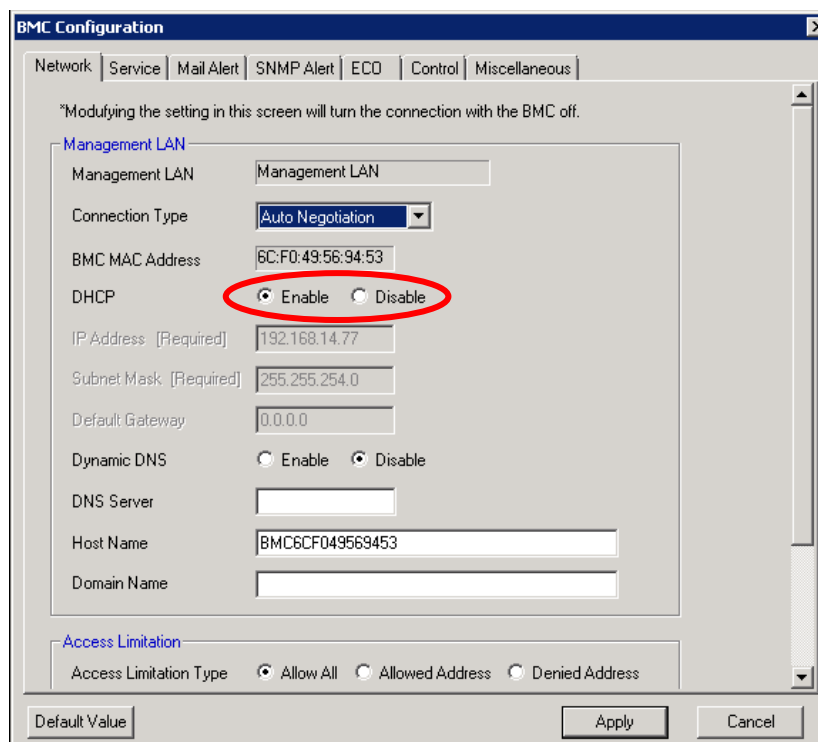 BMC Configuration
Network Service Mail Alert SNMP Alert ECO Control Miscellaneous
*Modufying the setting in this screen will turn the connection with the BMC off.
Management LAN
Management LAN Management LAN
Connection Type Auto Negotiation
BMC MAC Address 6C:F0:49:56:94:53
DHCP Enable Disable
IP Address [Required] 192.168.14.77
Subnet Mask [Required] 255.255.254.0
Default Gateway 0.0.0.0
Dynamic DNS Enable Disable
DNS Server
Host Name BMC6CF049569453
Domain Name
Access Limitation
Access Limitation Type Allow All Allowed Address Denied Address
Default Value Apply Cancel